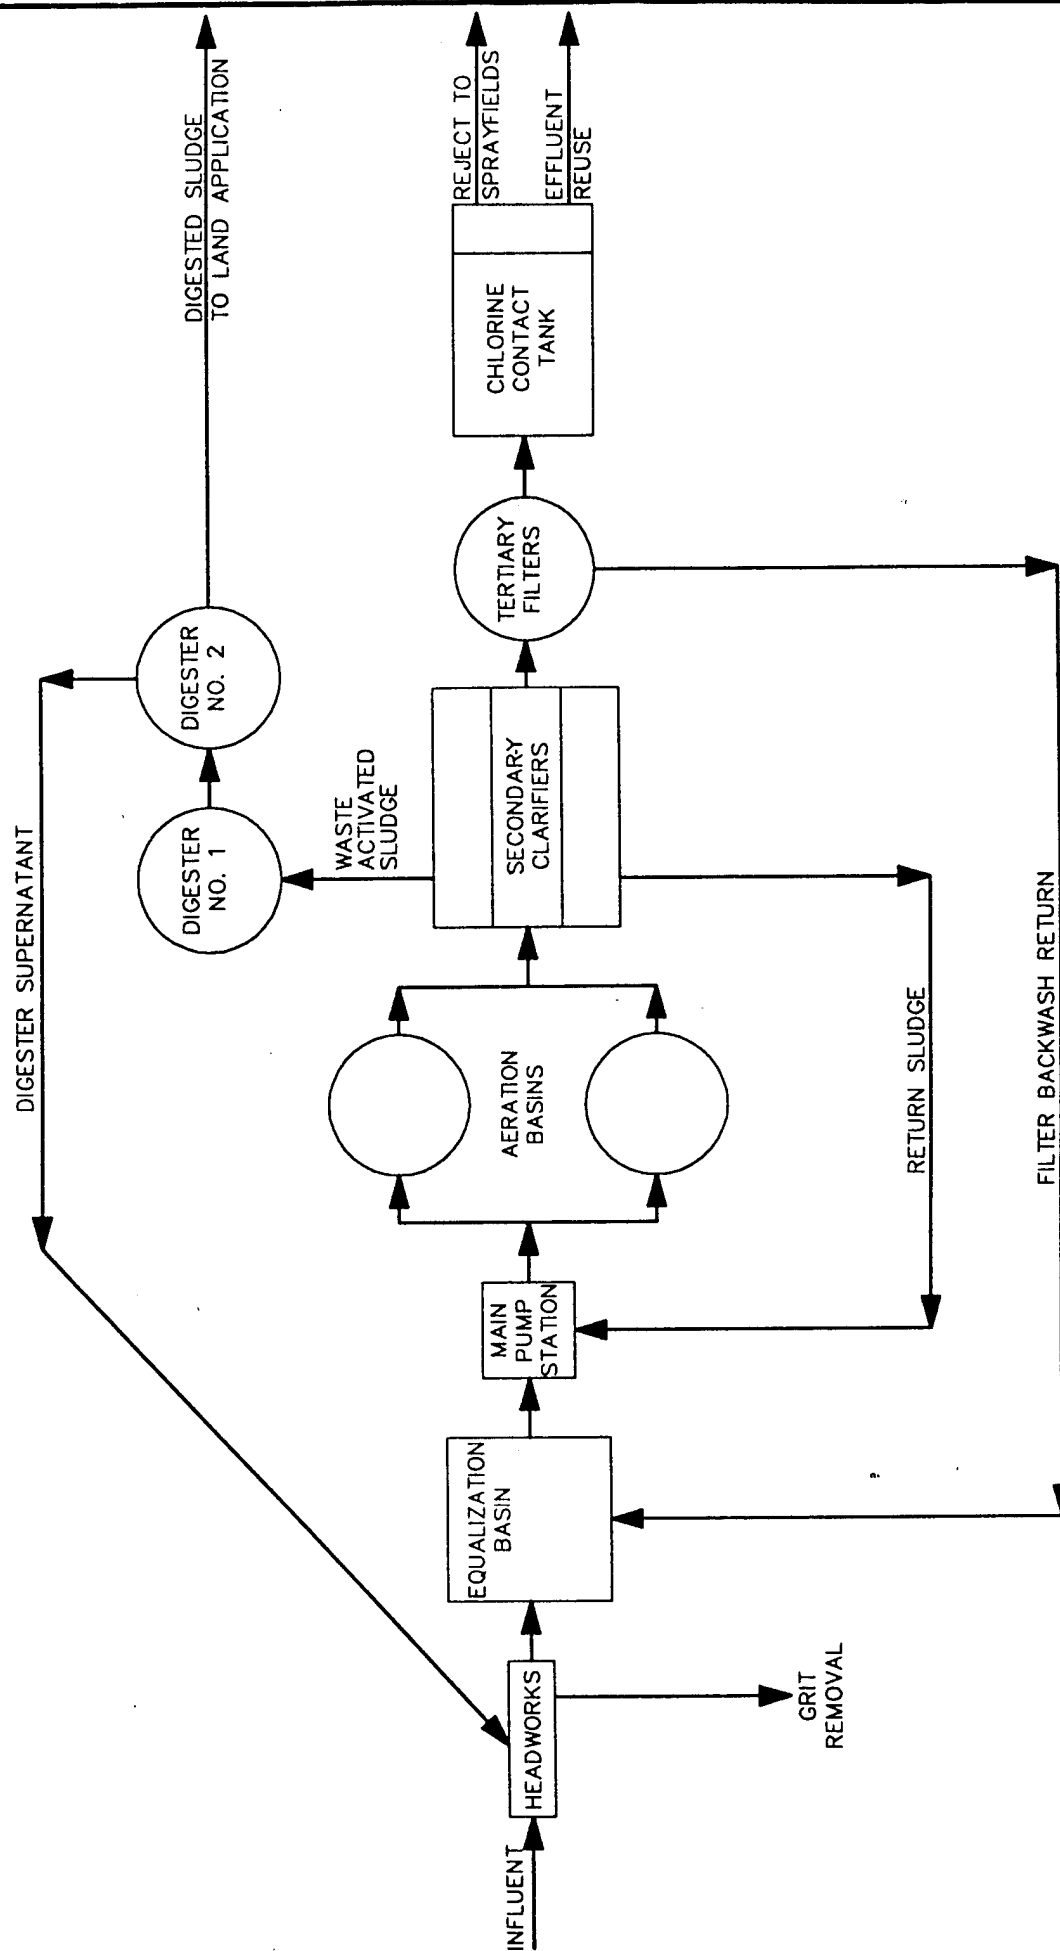 DIGESTER SUPERNATANT
DIGESTED SLUDGE
TO LAND APPLICATION
DIGESTER
NO. 1
DIGESTER
NO. 2
WASTE
ACTIVATED
SLUDGE
INFLUENT
HEADWORKS
EQUALIZATION
BASIN
MAIN
PUMP
STATION
AERATION
BASINS
SECONDARY
CLARIFIERS
TERTIARY
FILTERS
CHLORINE
CONTACT
TANK
REJECT TO
SPRAYFIELDS
EFFLUENT
REUSE
GRIT
REMOVAL
RETURN SLUDGE
FILTER BACKWASH RETURN